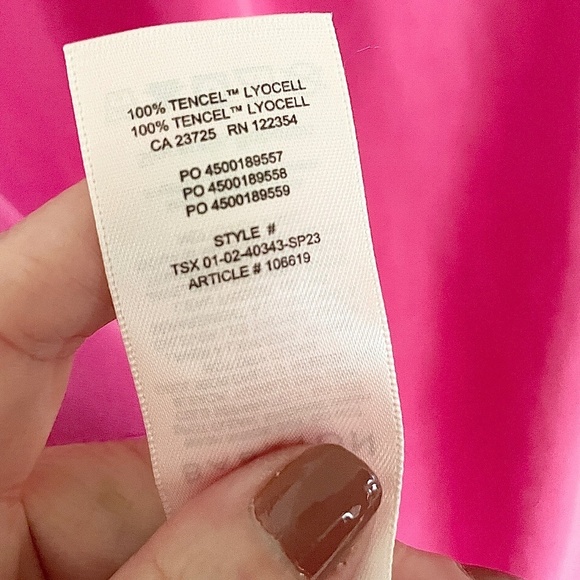 100% TENCEL™ LYOCELL
100% TENCEL™ LYOCELL
CA 23725 RN 122354
PO 4500189557
PO 4500189558
PO 4500189559
STYLE #
TSX 01-02-40343-SP23
ARTICLE # 106619